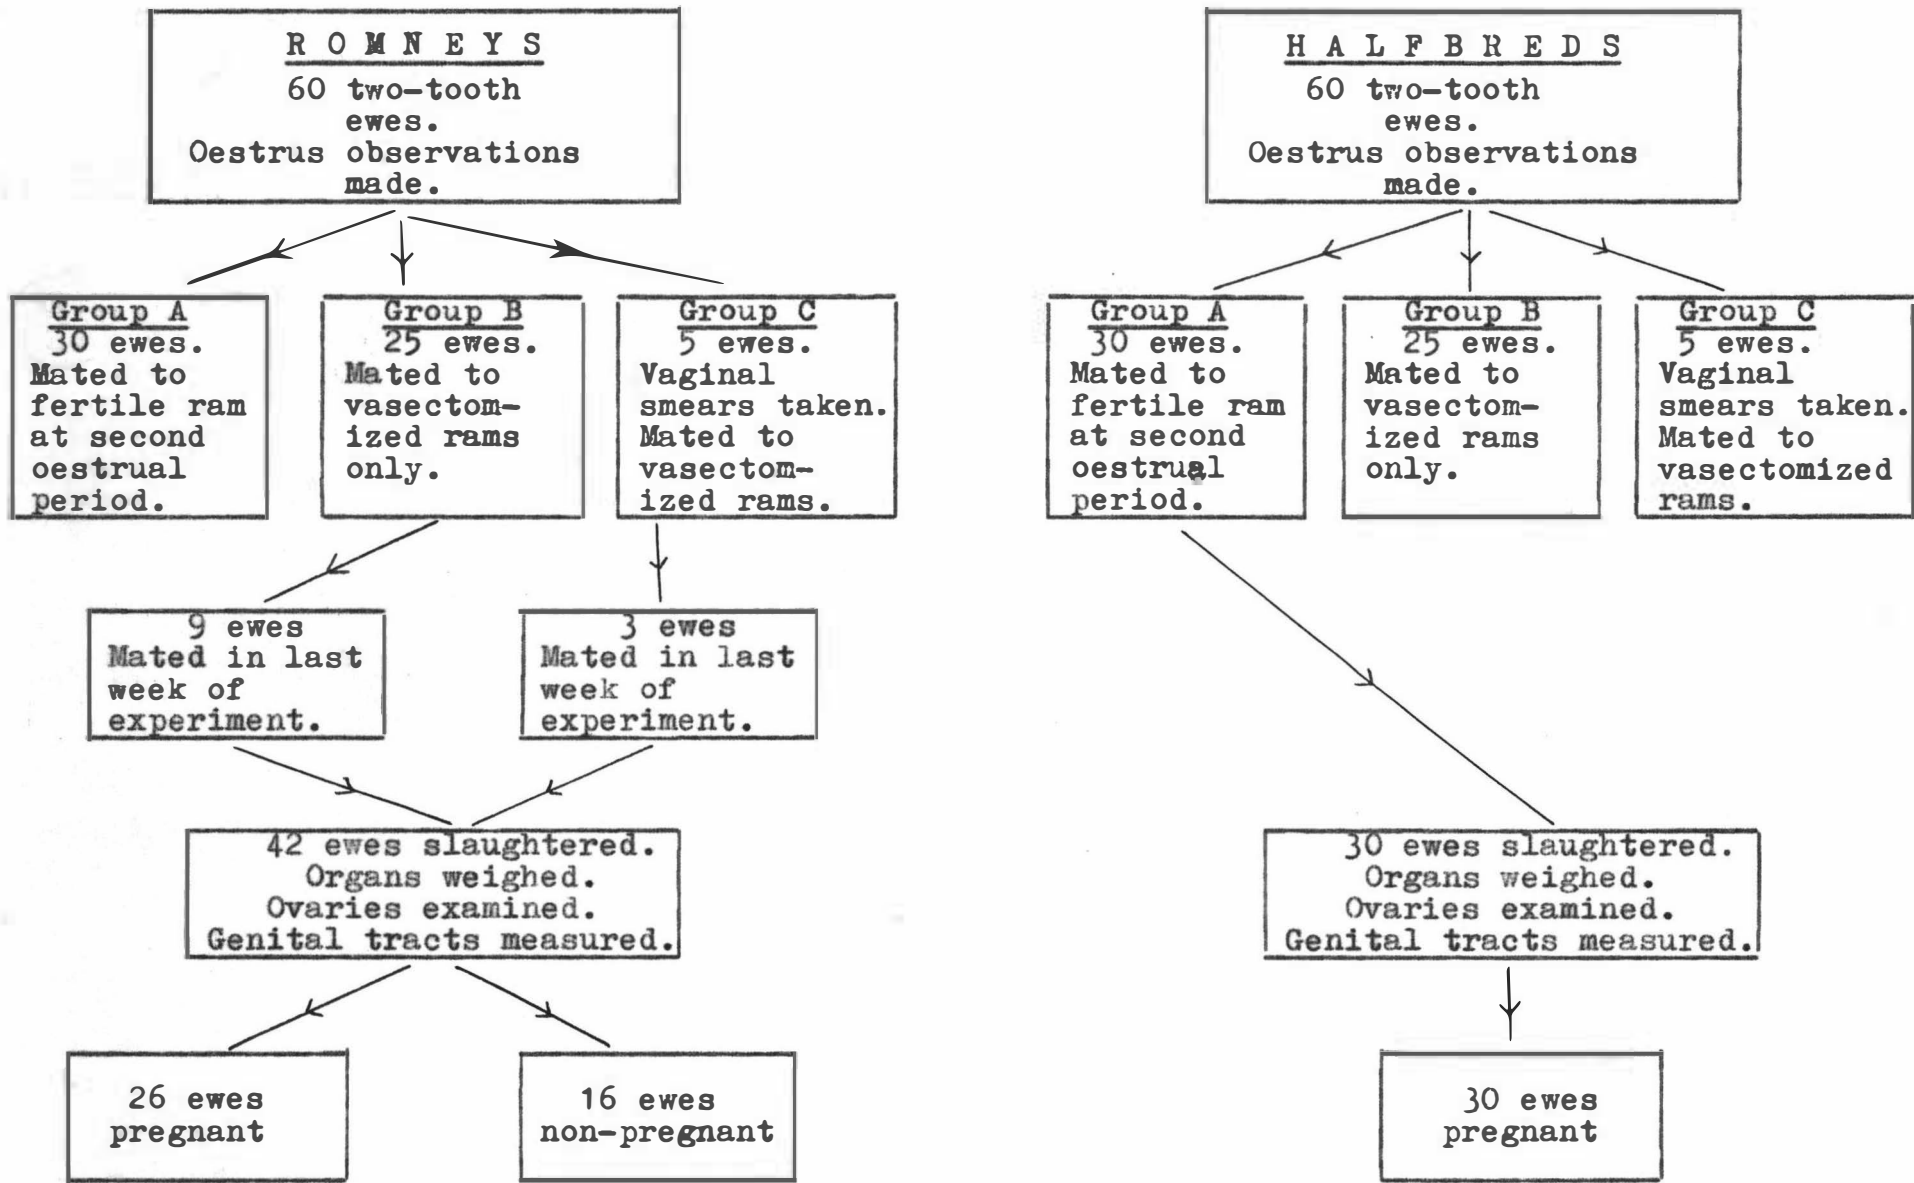 R O M N E Y S
60 two-tooth
ewes.
Oestrus observations
made.
H A L F B R E D S
60 two-tooth
ewes.
Oestrus observations
made.
Group A
30 ewes.
Mated to
fertile ram
at second
oestrual
period.
Group B
25 ewes.
Mated to
vasectom-
ized rams
only.
Group C
5 ewes.
Vaginal
smears taken.
Mated to
vasectom-
ized rams.
Group A
30 ewes.
Mated to
fertile ram
at second
oestrual
period.
Group B
25 ewes.
Mated to
vasectom-
ized rams
only.
Group C
5 ewes.
Vaginal
smears taken.
Mated to
vasectomized
rams.
9 ewes
Mated in last
week of
experiment.
3 ewes
Mated in last
week of
experiment.
42 ewes slaughtered.
Organs weighed.
Ovaries examined.
Genital tracts measured.
30 ewes slaughtered.
Organs weighed.
Ovaries examined.
Genital tracts measured.
26 ewes
pregnant
16 ewes
non-pregnant
30 ewes
pregnant